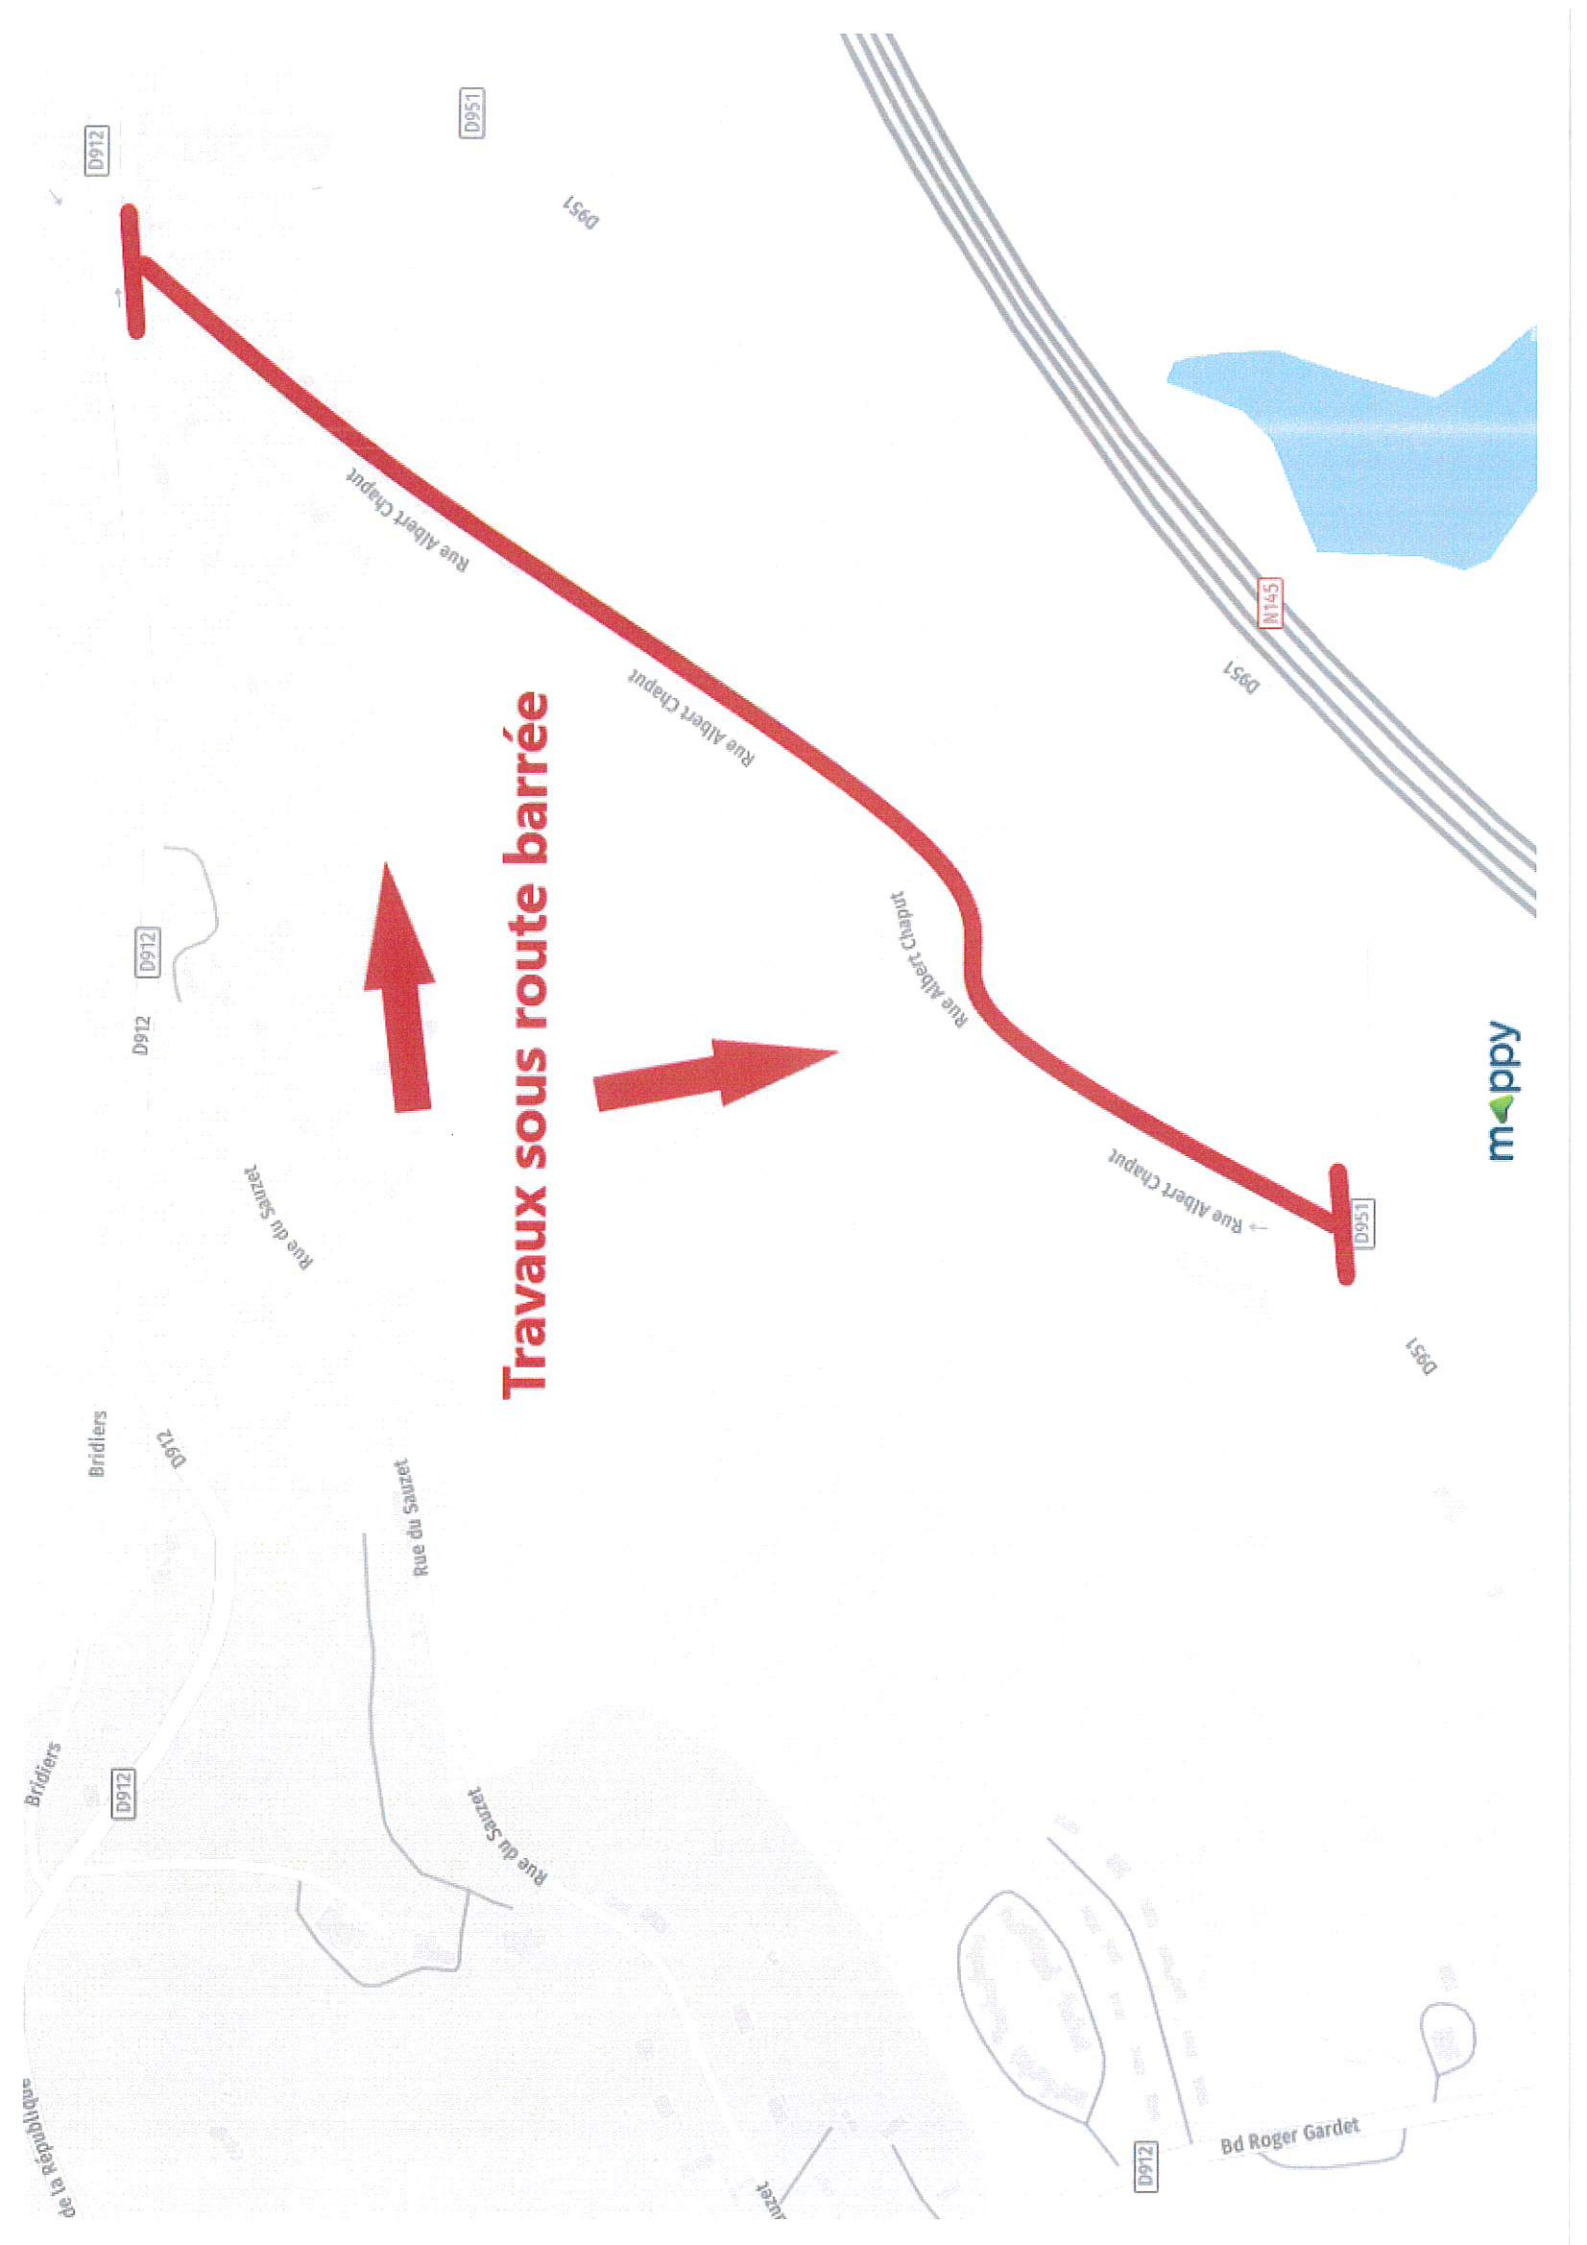 D912
D951
D951
Rue Albert Chaput
Rue Albert Chaput
N145
D951
Travaux sous route barrée
Rue Albert Chaput
D912
D912
mappy
Rue Albert Chaput
D951
Rue du Sauzet
D951
Bridiers
D912
Rue du Sauzet
Bridiers
D912
Rue du Sauzet
de la République
auzet
D912
Bd Roger Gardet